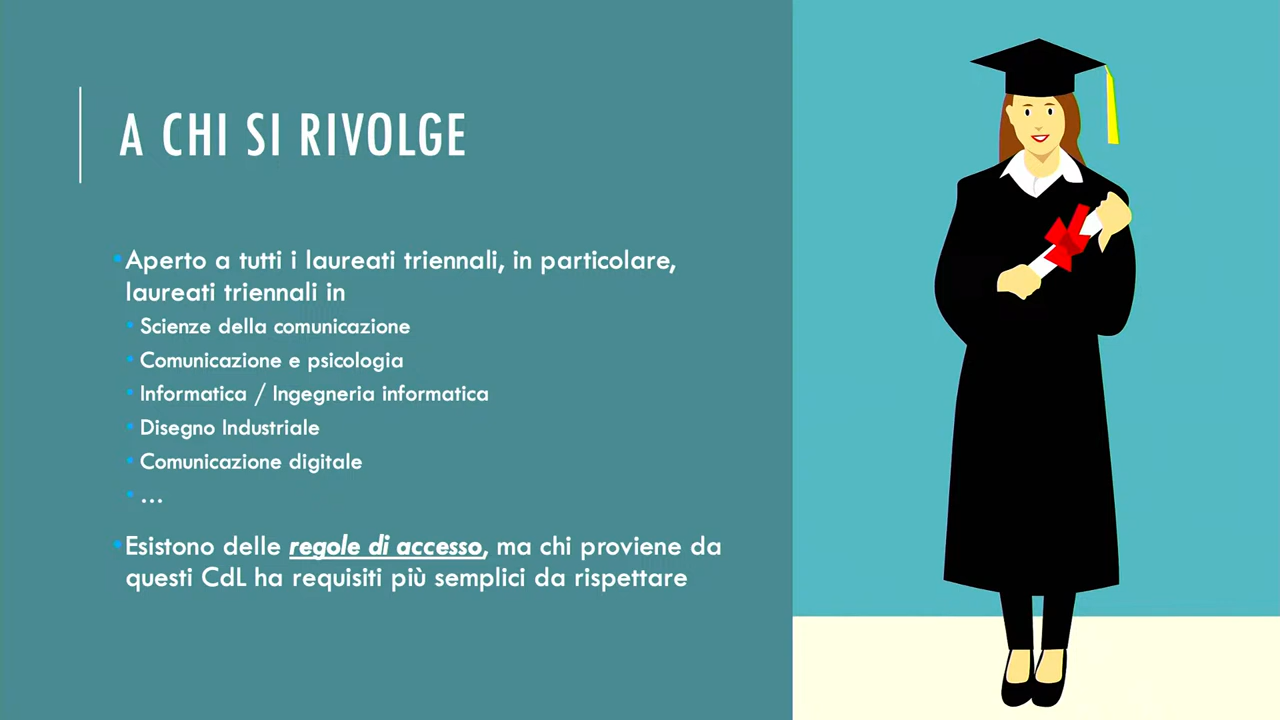 A CHI SI RIVOLGE
Aperto a tutti i laureati triennali, in particolare,
laureati triennali in
Scienze della comunicazione
Comunicazione e psicologia
Informatica / Ingegneria informatica
Disegno Industriale
Comunicazione digitale
...
Esistono delle regole di accesso, ma chi proviene da
questi CdL ha requisiti più semplici da rispettare